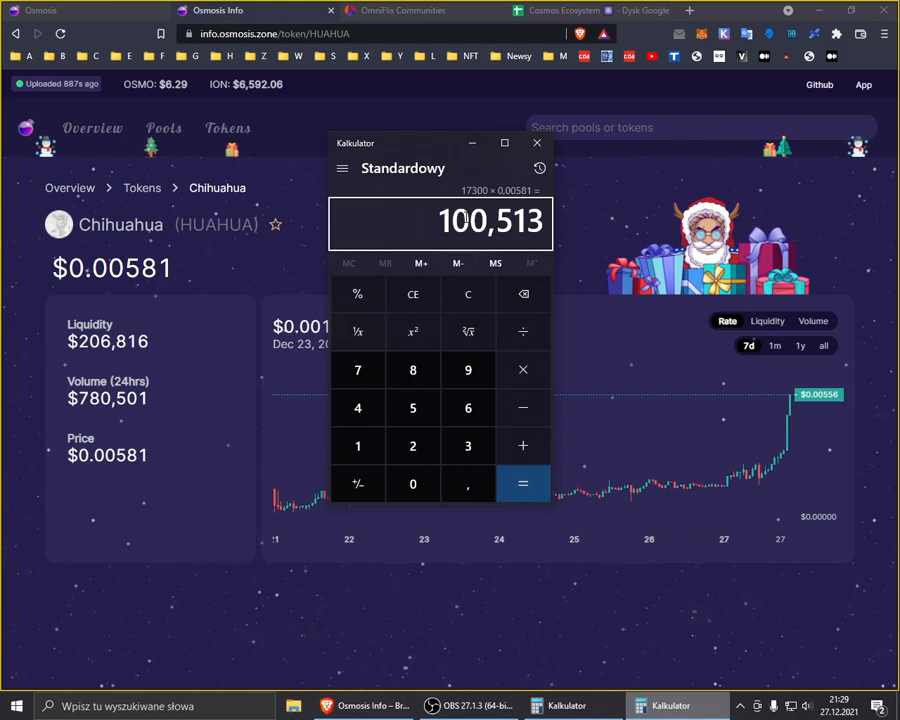 Osmosis
Osmosis Info
OmniFlix Communities
Cosmos Ecosystem - Dysk Google
info.osmosis.zone/token/HUAHUA
A B C E F G H Z W S X Y L NFT Newsy M
Uploaded 887s ago
OSMO: $6.29
ION: $6,592.06
Github
App
Overview
Pools
Tokens
Search pools or tokens
Overview > Tokens > Chihuahua
Chihuahua (HUAHUA)
$0.00581
Liquidity
$206,816
Volume (24hrs)
$780,501
Price
$0.00581
$0.001
Dec 23, 20
Rate
Liquidity
Volume
7d
1m
1y
all
$0.00556
$0.00000
21 22 23 24 25 26 27 27
Kalkulator
Standardowy
17300 × 0,00581 =
100,513
MC MR M+ M- MS M˅
% CE C
¹/x x² ²√x ÷
7 8 9 ×
4 5 6 −
1 2 3 +
+/− 0 , =
Wpisz tu wyszukiwane słowa
Osmosis Info – Br...
OBS 27.1.3 (64-bi...
Kalkulator
Kalkulator
21:29
27.12.2021
2